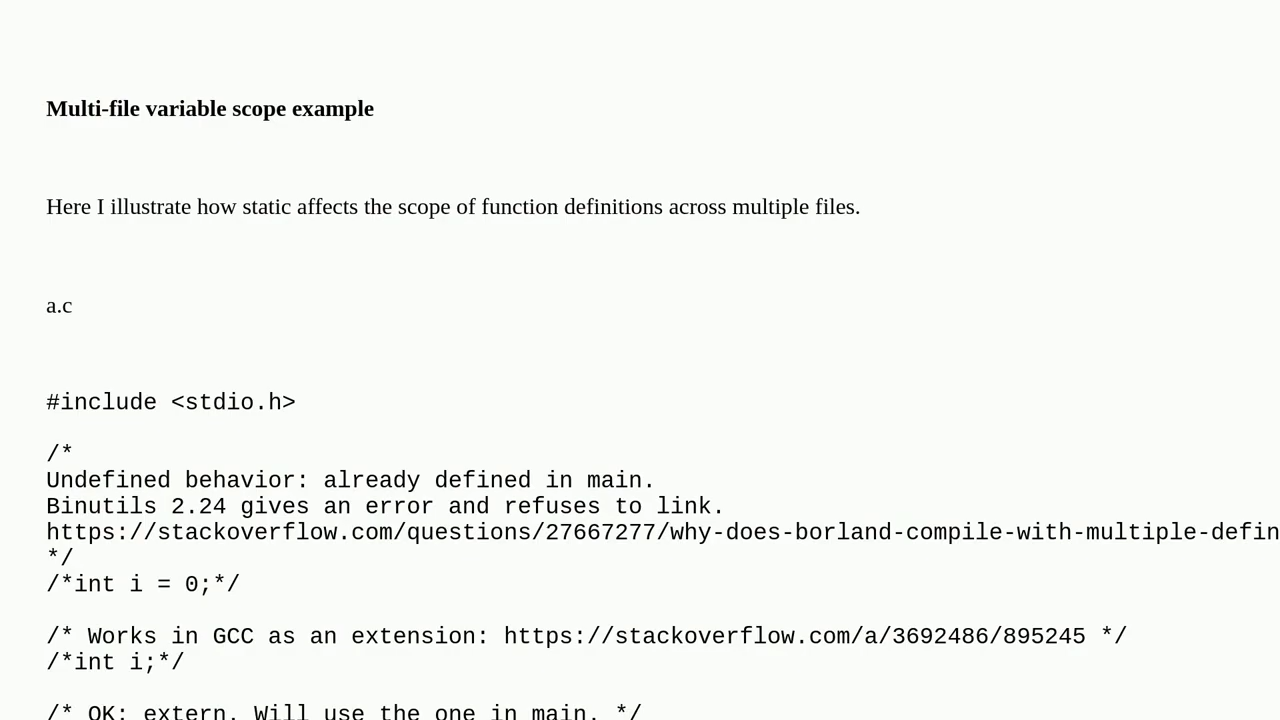 Multi-file variable scope example
Here I illustrate how static affects the scope of function definitions across multiple files.
a.c
#include <stdio.h>
/*
Undefined behavior: already defined in main.
Binutils 2.24 gives an error and refuses to link.
https://stackoverflow.com/questions/27667277/why-does-borland-compile-with-multiple-defin
*/
/*int i = 0;*/
/* Works in GCC as an extension: https://stackoverflow.com/a/3692486/895245 */
/*int i;*/
/* OK: extern. Will use the one in main. */